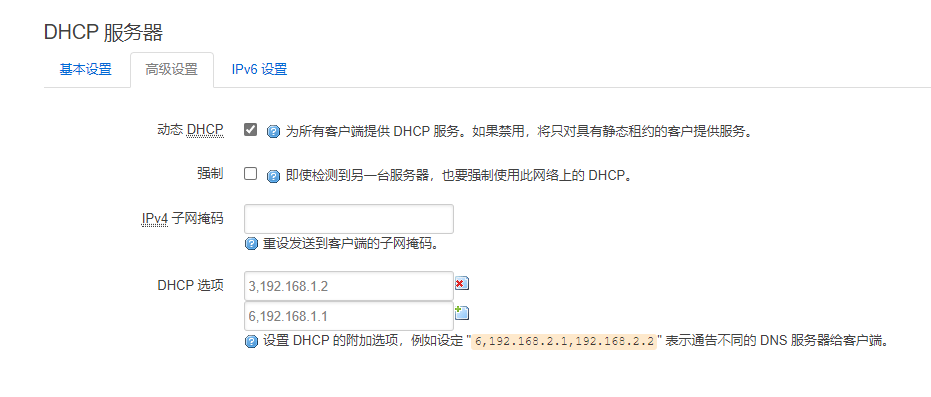 DHCP 服务器
基本设置 高级设置 IPv6 设置
动态 DHCP 为所有客户端提供 DHCP 服务。如果禁用，将只对具有静态租约的客户提供服务。
强制 即使检测到另一台服务器，也要强制使用此网络上的 DHCP。
IPv4 子网掩码
重设发送到客户端的子网掩码。
DHCP 选项 3,192.168.1.2
6,192.168.1.1
设置 DHCP 的附加选项，例如设定 "6,192.168.2.1,192.168.2.2" 表示通告不同的 DNS 服务器给客户端。